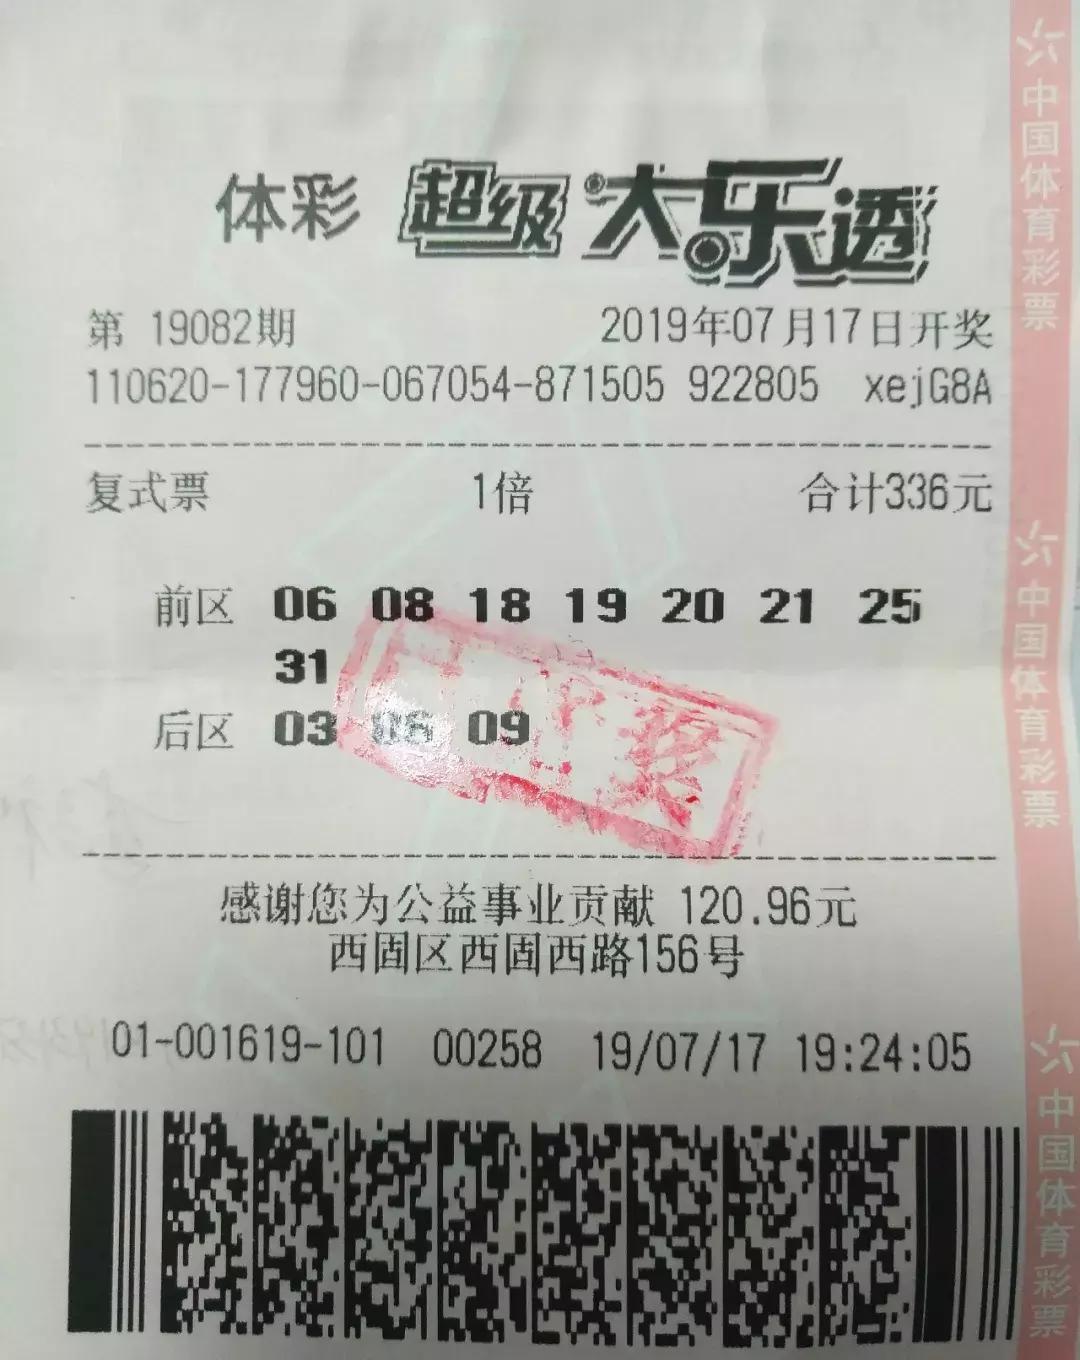 体彩 超级大乐透
第 19082期 2019年07月17日开奖
110620-177960-067054-871505 922805 xejG8A
复式票 1倍 合计336元
前区 06 08 18 19 20 21 25
31
后区 03 06 09
感谢您为公益事业贡献 120.96元
西固区西固西路156号
01-001619-101 00258 19/07/17 19:24:05
中国体育彩票
中国体育彩票
中国体育彩票